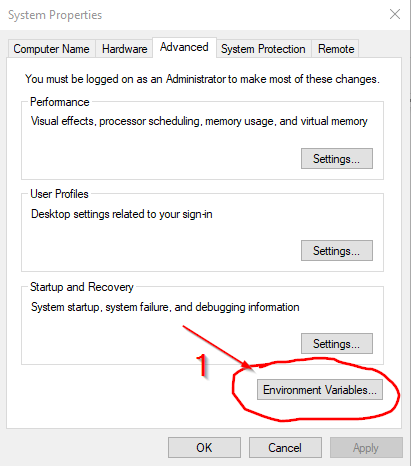 System Properties
Computer Name Hardware Advanced System Protection Remote
You must be logged on as an Administrator to make most of these changes.
Performance
Visual effects, processor scheduling, memory usage, and virtual memory
Settings...
User Profiles
Desktop settings related to your sign-in
Settings...
Startup and Recovery
System startup, system failure, and debugging information
Settings...
1
Environment Variables...
OK Cancel Apply